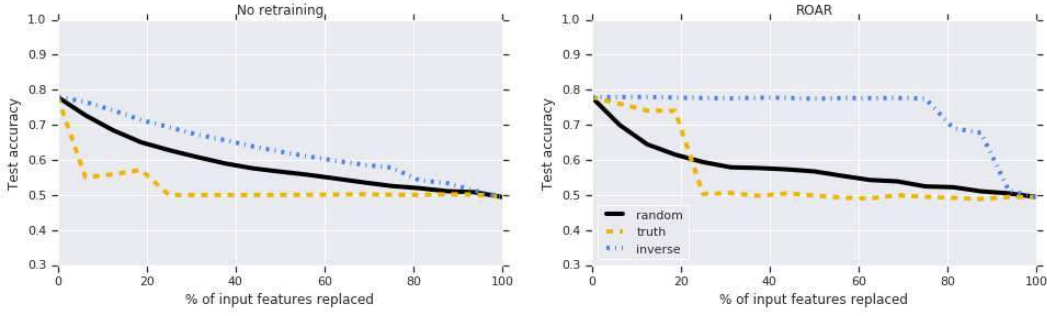 No retraining
1.0
0.9
0.8
0.7
0.6
0.5
0.4
0.3
Test accuracy
0 20 40 60 80 100
% of input features replaced
ROAR
1.0
0.9
0.8
0.7
0.6
0.5
0.4
0.3
Test accuracy
random
truth
inverse
0 20 40 60 80 100
% of input features replaced